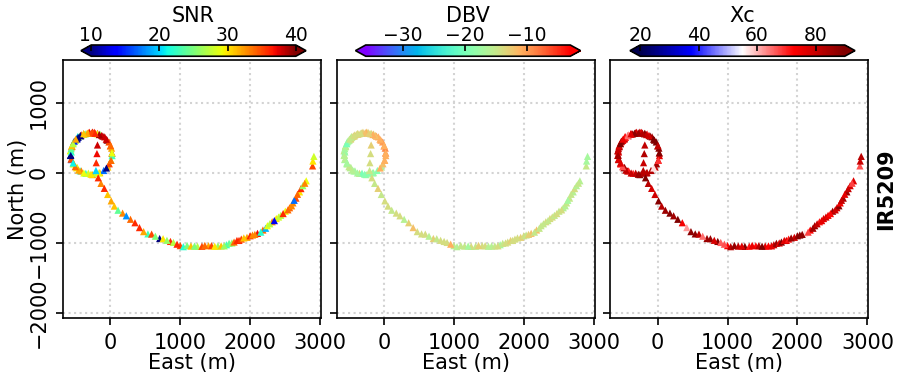 SNR DBV Xc
10 20 30 40 −30 −20 −10 20 40 60 80
1000
0
−1000
−2000
North (m)
IR5209
0 1000 2000 3000 0 1000 2000 3000 0 1000 2000 3000
East (m) East (m) East (m)